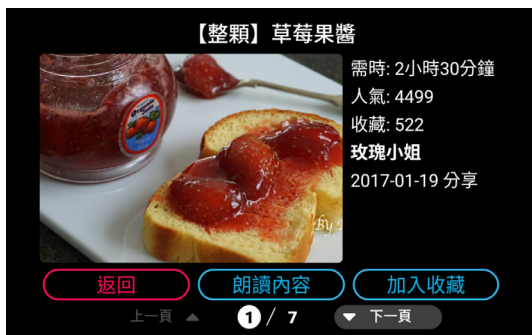 【整顆】草莓果醬
需時: 2小時30分鐘
人氣: 4499
收藏: 522
玫瑰小姐
2017-01-19 分享
By
返回
朗讀內容
加入收藏
上一頁 ▲
1 / 7
▼ 下一頁